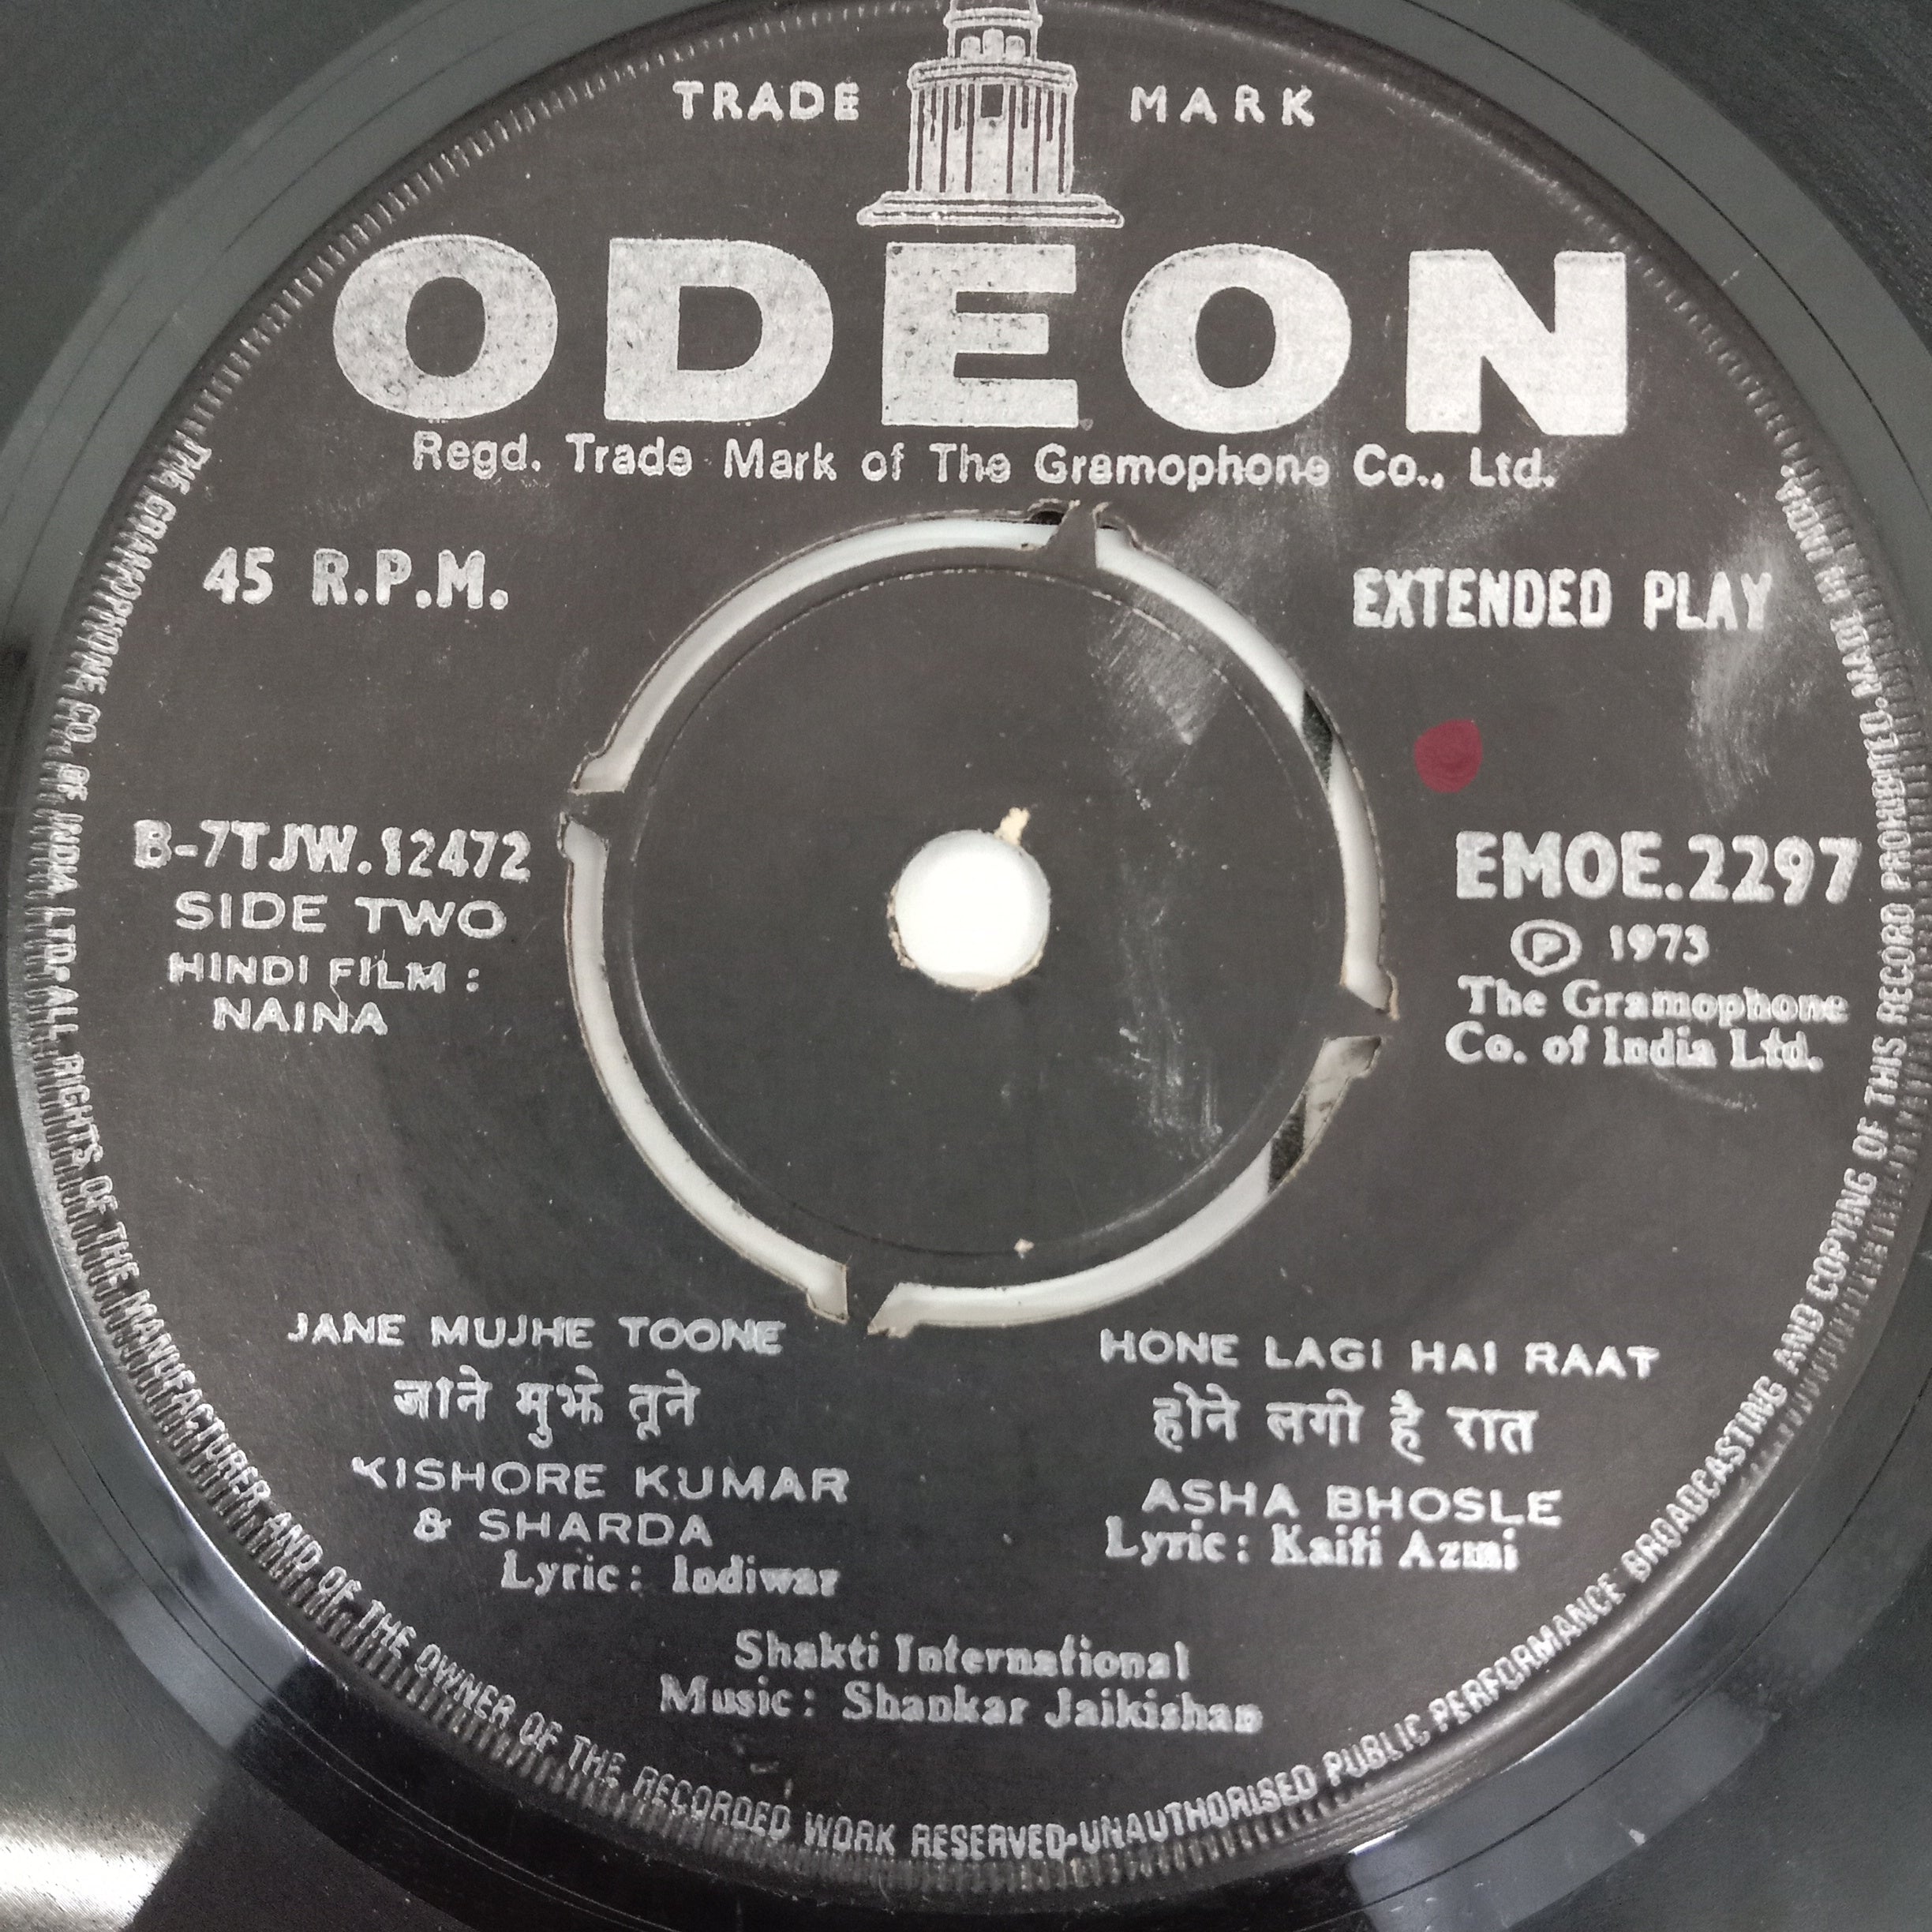 TRADE MARK
ODEON
Regd. Trade Mark of The Gramophone Co., Ltd.
45 R.P.M.
EXTENDED PLAY
B-7TJW.12472
SIDE TWO
HINDI FILM :
NAINA
EMOE.2297
Ⓟ 1973
The Gramophone
Co. of India Ltd.
JANE MUJHE TOONE
जाने मुझे तूने
KISHORE KUMAR
& SHARDA
Lyric : Indiwar
HONE LAGI HAI RAAT
होने लगी है रात
ASHA BHOSLE
Lyric : Kaifi Azmi
Shakti International
Music : Shankar Jaikishan
THE GRAMOPHONE CO. OF INDIA LTD. ALL RIGHTS OF THE MANUFACTURER AND OF THE OWNER OF THE RECORDED WORK RESERVED·UNAUTHORISED PUBLIC PERFORMANCE BROADCASTING AND COPYING OF THIS RECORD PROHIBITED. MADE IN INDIA.